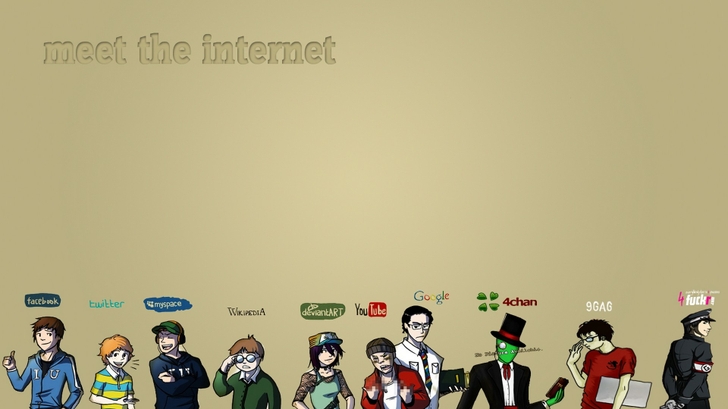 meet the internet
facebook
twitter
myspace
WIKIPEDIA
deviantART
YouTube
Google
4chan
9GAG